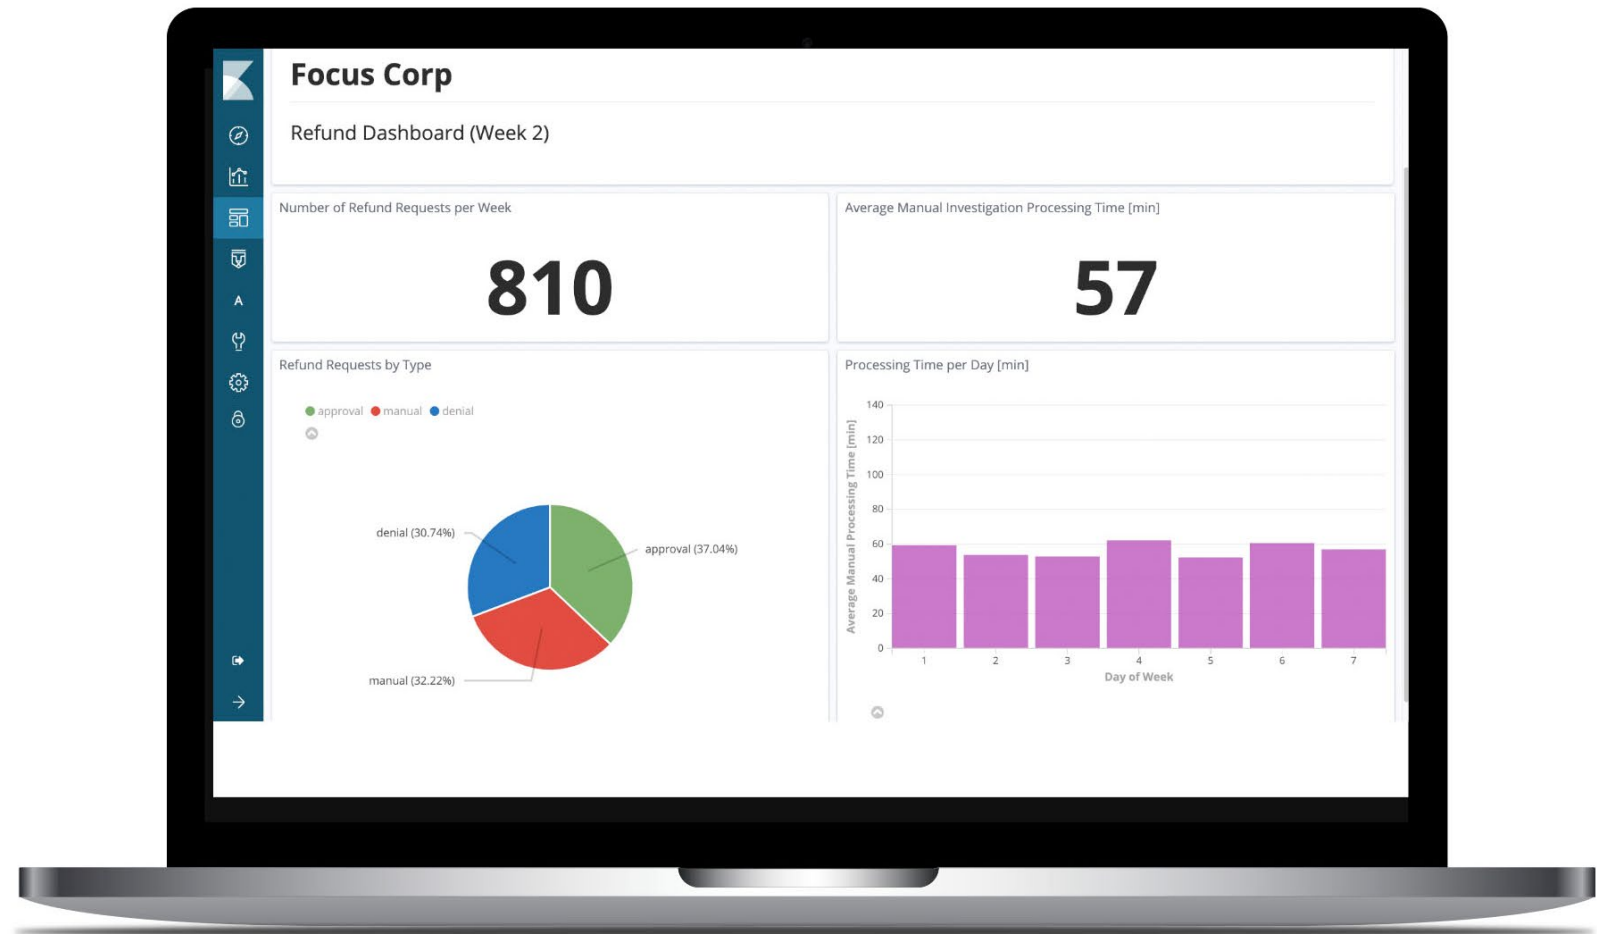 Focus Corp
Refund Dashboard (Week 2)
Number of Refund Requests per Week
810
Average Manual Investigation Processing Time [min]
57
Refund Requests by Type
approval manual denial
denial (30.74%)
approval (37.04%)
manual (32.22%)
Processing Time per Day [min]
Average Manual Processing Time [min]
140
120
100
80
60
40
20
0
1 2 3 4 5 6 7
Day of Week
A